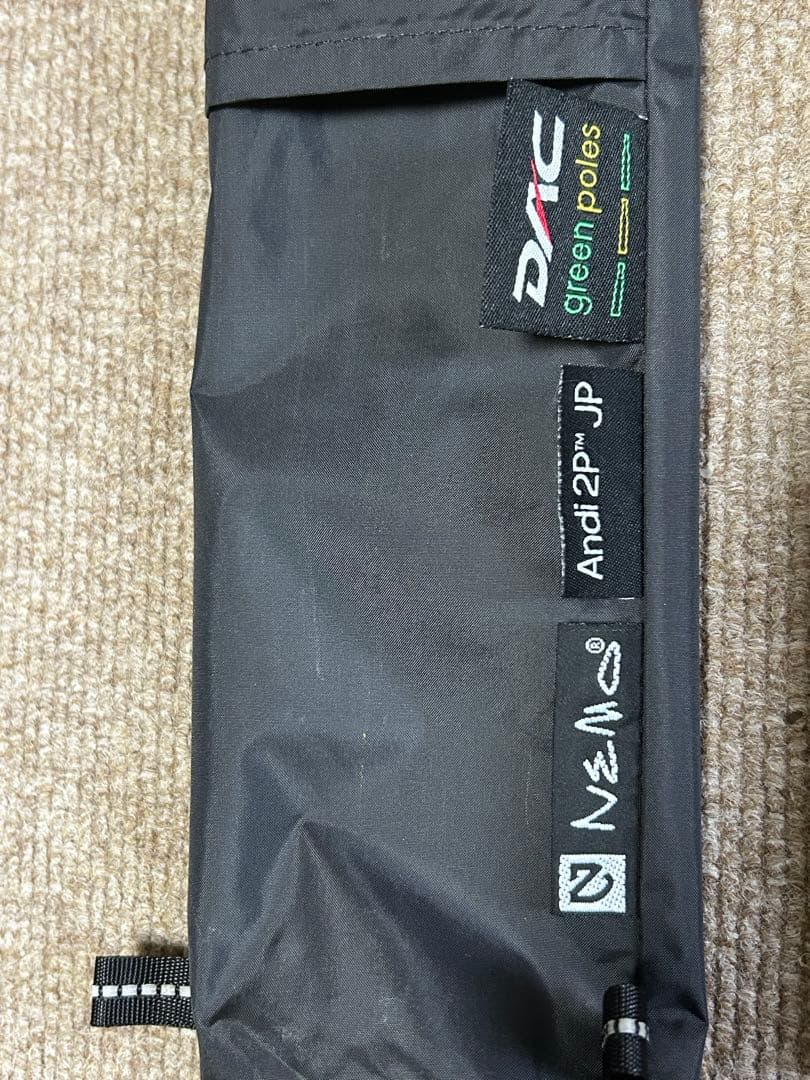 DAC
green poles
Andi 2P™ JP
NEMO®